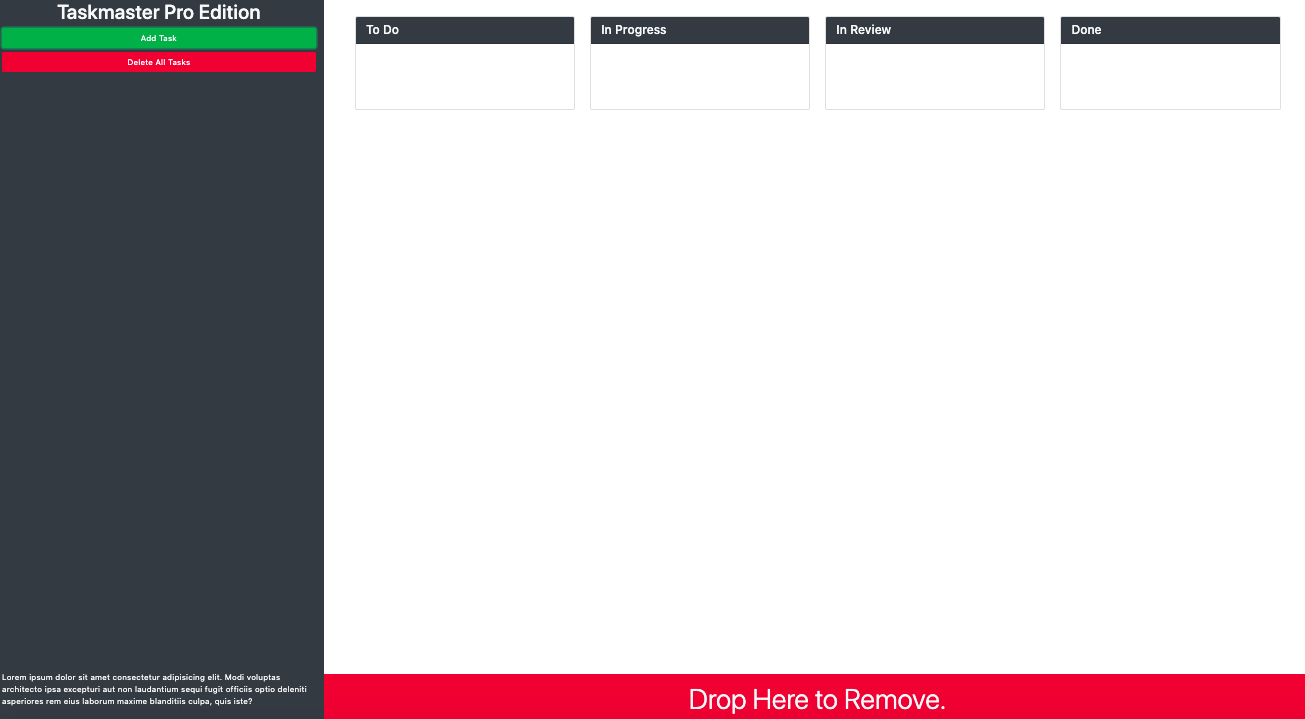 Taskmaster Pro Edition
Add Task
Delete All Tasks
To Do
In Progress
In Review
Done
Lorem ipsum dolor sit amet consectetur adipisicing elit. Modi voluptas
architecto ipsa excepturi aut non laudantium sequi fugit officiis optio deleniti
asperiores rem eius laborum maxime blanditiis culpa, quis iste?
Drop Here to Remove.